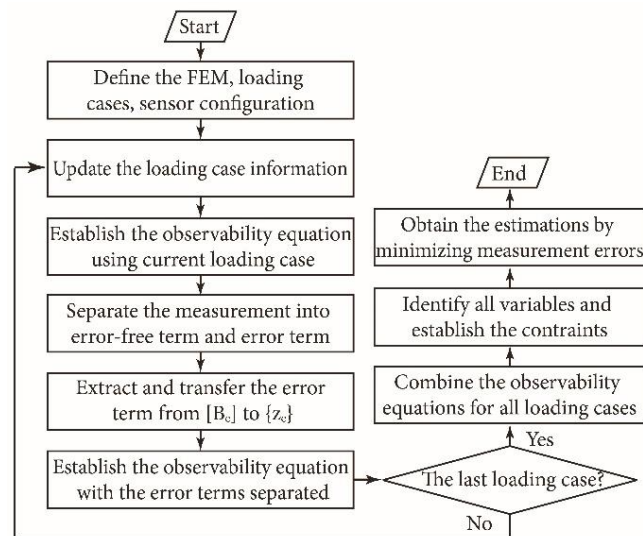 Start
Define the FEM, loading
cases, sensor configuration
Update the loading case information
Establish the observability equation
using current loading case
Separate the measurement into
error-free term and error term
Extract and transfer the error
term from [Bc] to {zc}
Establish the observability equation
with the error terms separated
The last loading case?
No
Yes
Combine the observability
equations for all loading cases
Identify all variables and
establish the contraints
Obtain the estimations by
minimizing measurement errors
End